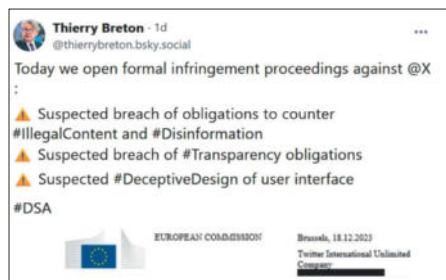 Thierry Breton · 1d
@thierrybreton.bsky.social
Today we open formal infringement proceedings against @X
:
⚠️ Suspected breach of obligations to counter
#IllegalContent and #Disinformation
⚠️ Suspected breach of #Transparency obligations
⚠️ Suspected #DeceptiveDesign of user interface
#DSA
EUROPEAN COMMISSION
Brussels, 18.12.2023
Twitter International Unlimited
Company